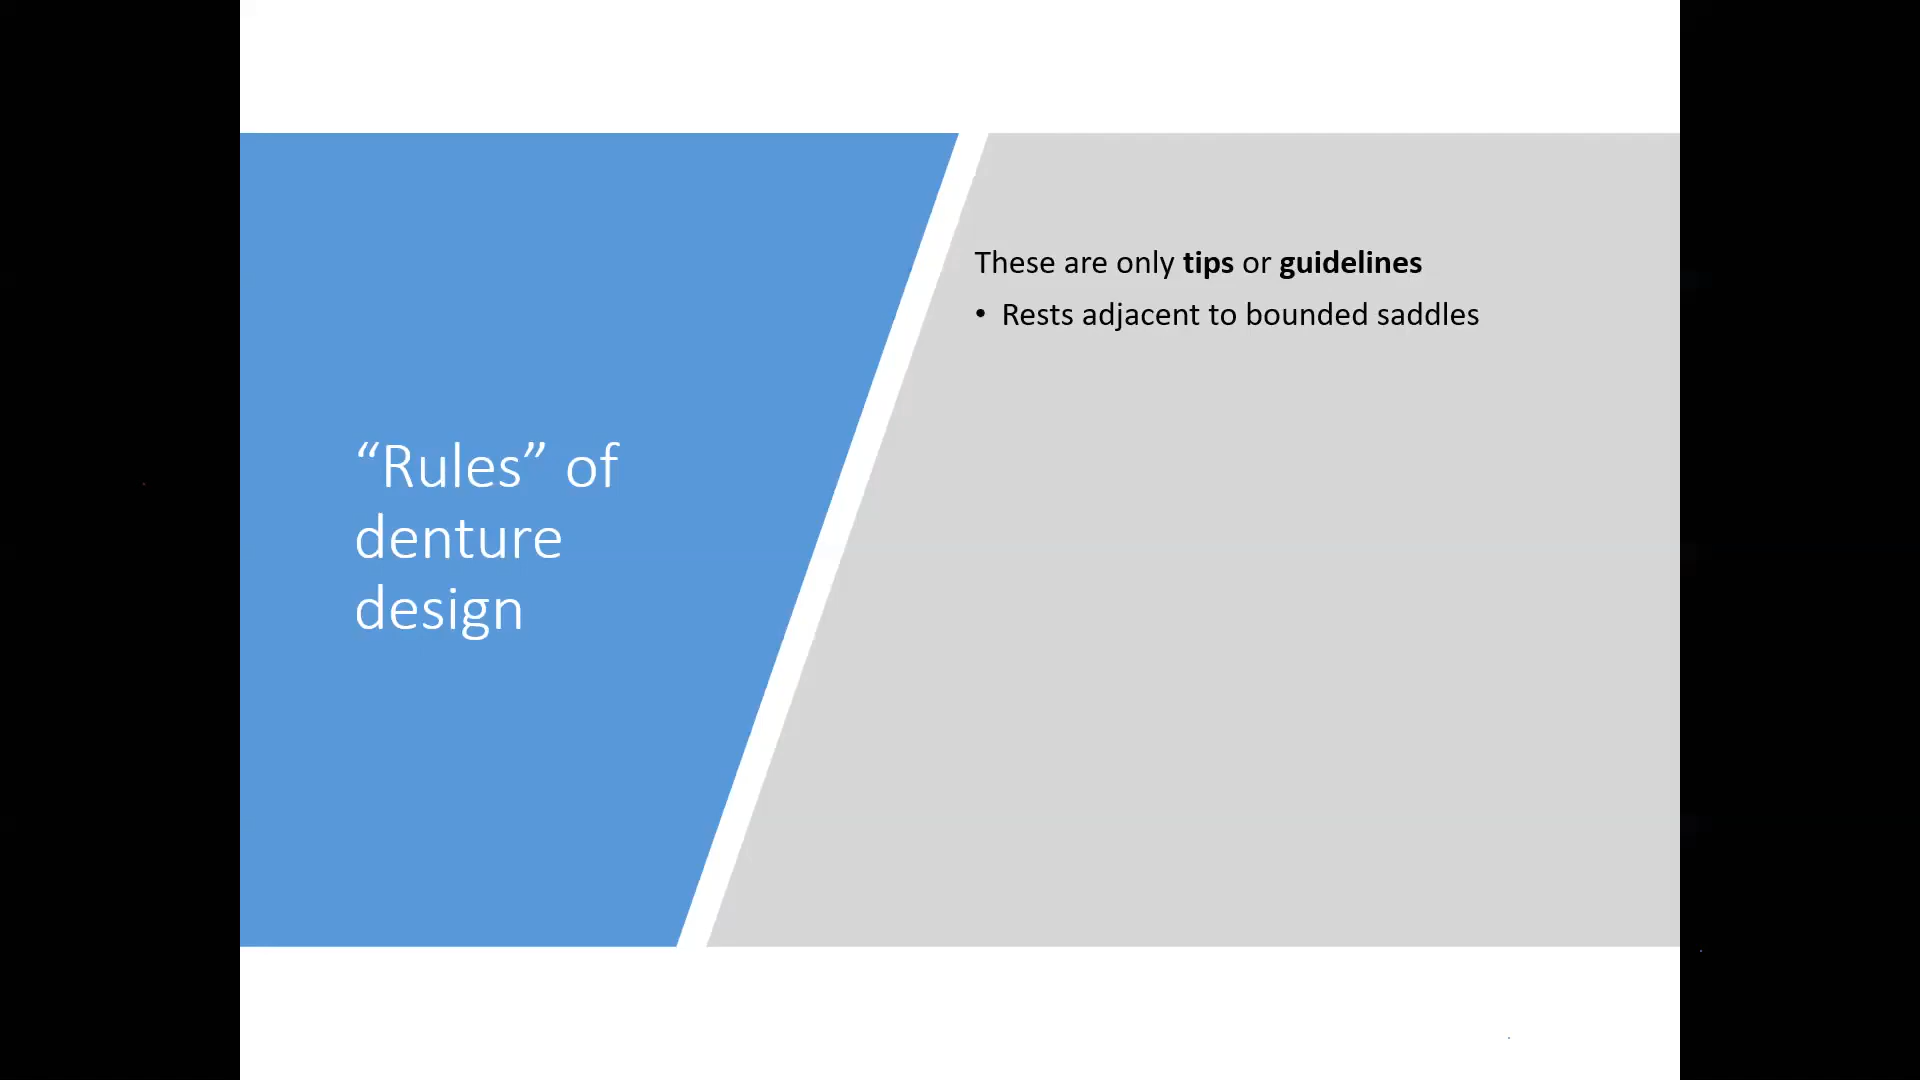 “Rules” of
denture
design
These are only tips or guidelines
• Rests adjacent to bounded saddles